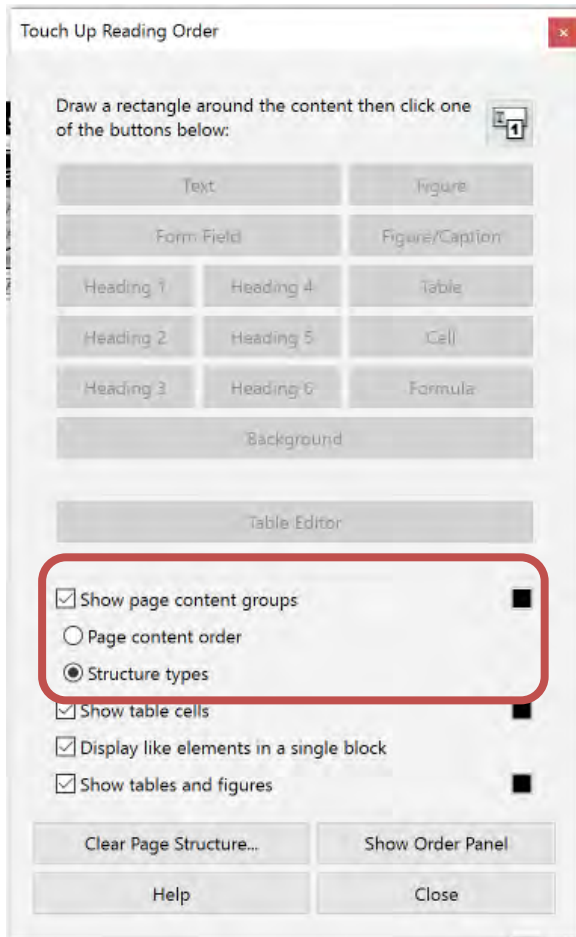 Touch Up Reading Order
×
Draw a rectangle around the content then click one
of the buttons below:
1
Text Figure
Form Field Figure/Caption
Heading 1 Heading 4 Table
Heading 2 Heading 5 Cell
Heading 3 Heading 6 Formula
Background
Table Editor
Show page content groups
Page content order
Structure types
Show table cells
Display like elements in a single block
Show tables and figures
Clear Page Structure... Show Order Panel
Help Close